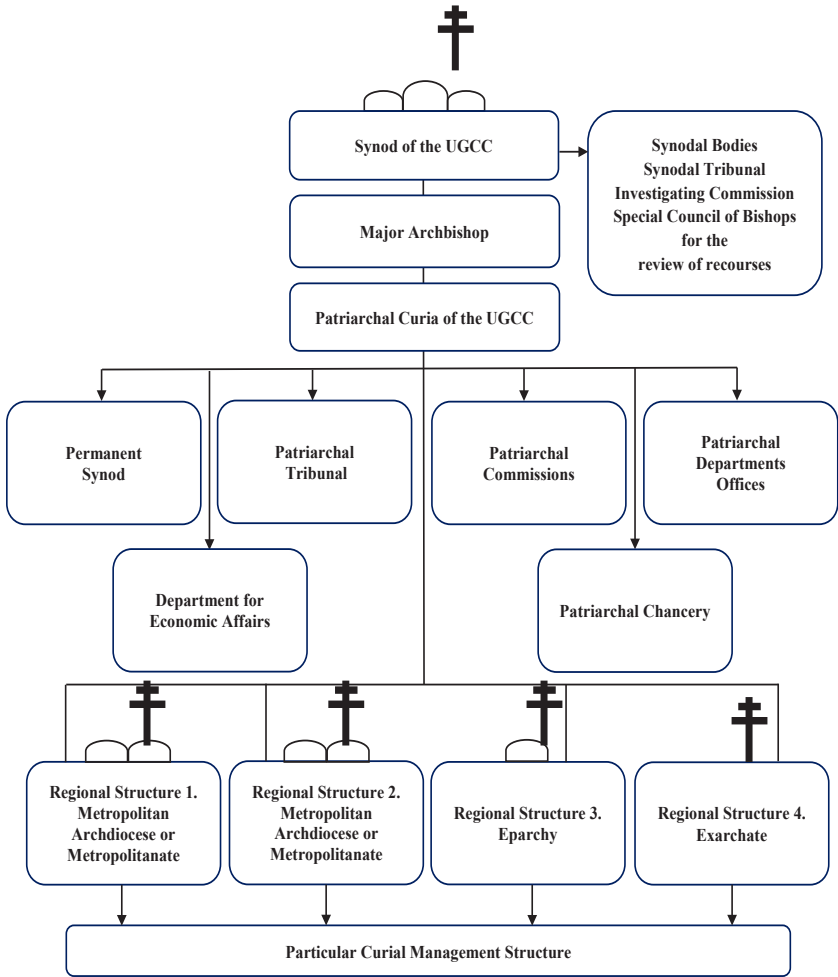 Synod of the UGCC
Synodal Bodies
Synodal Tribunal
Investigating Commission
Special Council of Bishops
for the
review of recourses
Major Archbishop
Patriarchal Curia of the UGCC
Permanent
Synod
Patriarchal
Tribunal
Patriarchal
Commissions
Patriarchal
Departments
Offices
Department for
Economic Affairs
Patriarchal Chancery
Regional Structure 1.
Metropolitan
Archdiocese or
Metropolitanate
Regional Structure 2.
Metropolitan
Archdiocese or
Metropolitanate
Regional Structure 3.
Eparchy
Regional Structure 4.
Exarchate
Particular Curial Management Structure